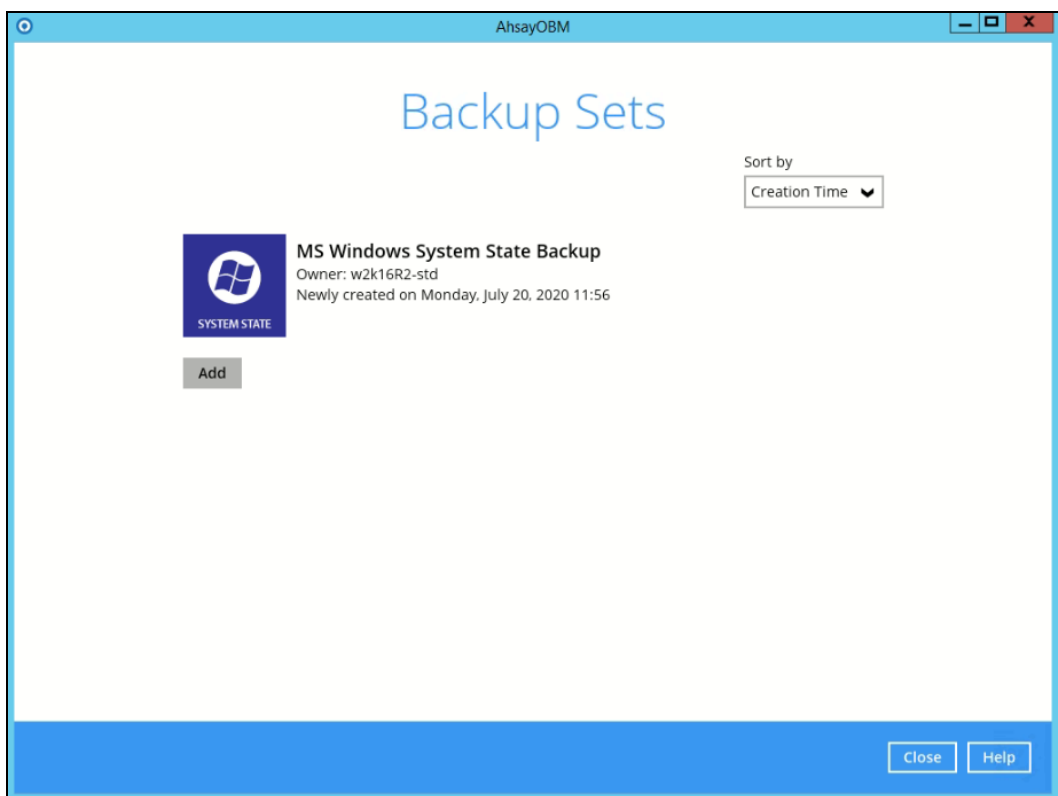 AhsayOBM
Backup Sets
Sort by
Creation Time
MS Windows System State Backup
Owner: w2k16R2-std
Newly created on Monday, July 20, 2020 11:56
SYSTEM STATE
Add
Close
Help